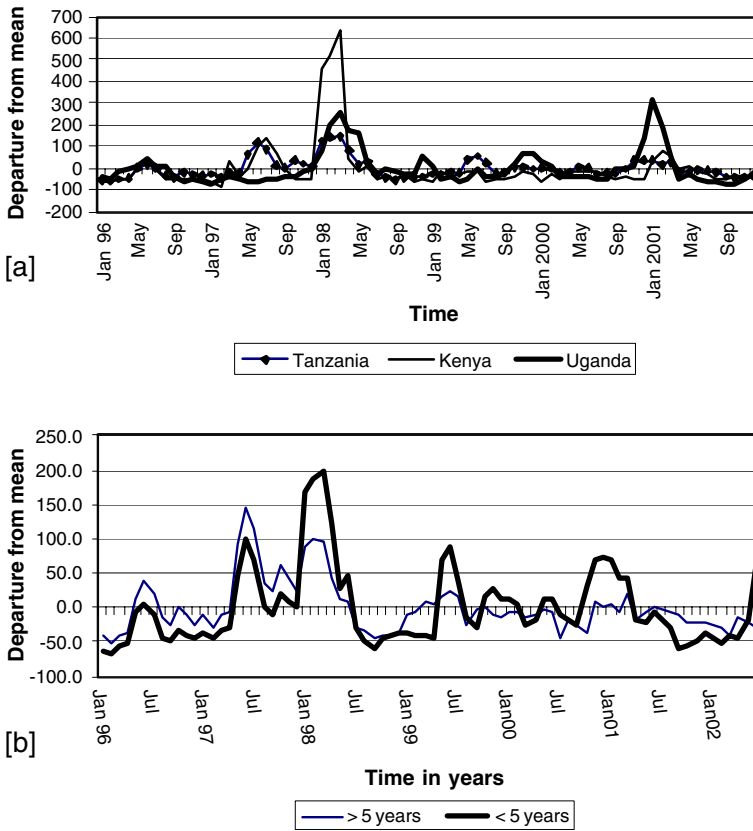 700
600
500
400
300
200
100
0
-100
-200
Departure from mean
Jan 96
May
Sep
Jan 97
May
Sep
Jan 98
May
Sep
Jan 99
May
Sep
Jan 2000
May
Sep
Jan 2001
May
Sep
[a]
Time
Tanzania Kenya Uganda
250.0
200.0
150.0
100.0
50.0
0.0
-50.0
-100.0
Departure from mean
Jan 96
Jul
Jan 97
Jul
Jan 98
Jul
Jan 99
Jul
Jan00
Jul
Jan01
Jul
Jan02
[b]
Time in years
> 5 years < 5 years